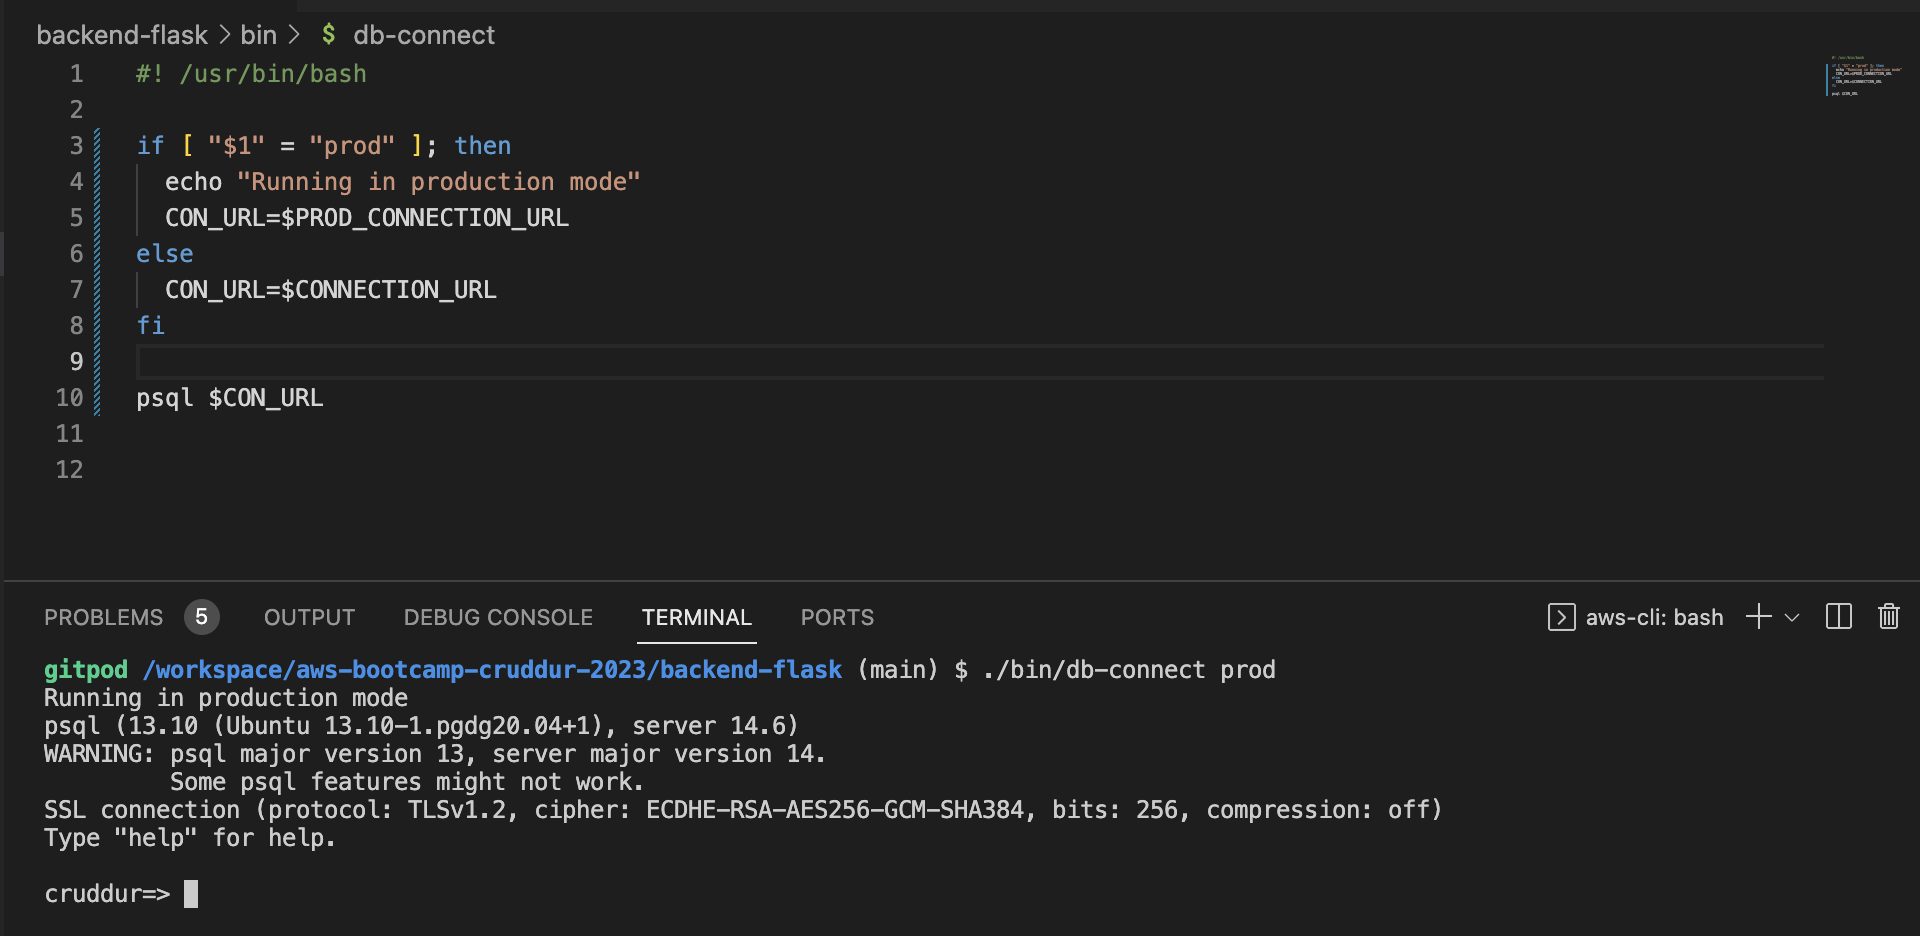 backend-flask > bin > $ db-connect
1 #! /usr/bin/bash
2
3 if [ "$1" = "prod" ]; then
4   echo "Running in production mode"
5   CON_URL=$PROD_CONNECTION_URL
6 else
7   CON_URL=$CONNECTION_URL
8 fi
9
10 psql $CON_URL
11
12
PROBLEMS 5 OUTPUT DEBUG CONSOLE TERMINAL PORTS aws-cli: bash
gitpod /workspace/aws-bootcamp-cruddur-2023/backend-flask (main) $ ./bin/db-connect prod
Running in production mode
psql (13.10 (Ubuntu 13.10-1.pgdg20.04+1), server 14.6)
WARNING: psql major version 13, server major version 14.
         Some psql features might not work.
SSL connection (protocol: TLSv1.2, cipher: ECDHE-RSA-AES256-GCM-SHA384, bits: 256, compression: off)
Type "help" for help.
cruddur=>